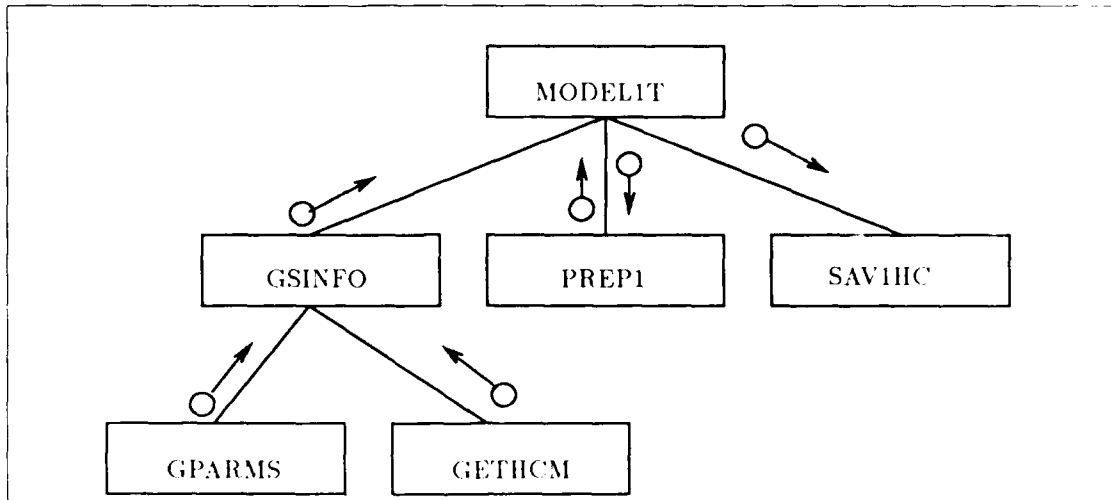 MODEL1T
GSINFO
PREP1
SAV1HC
GPARMS
GETHCM